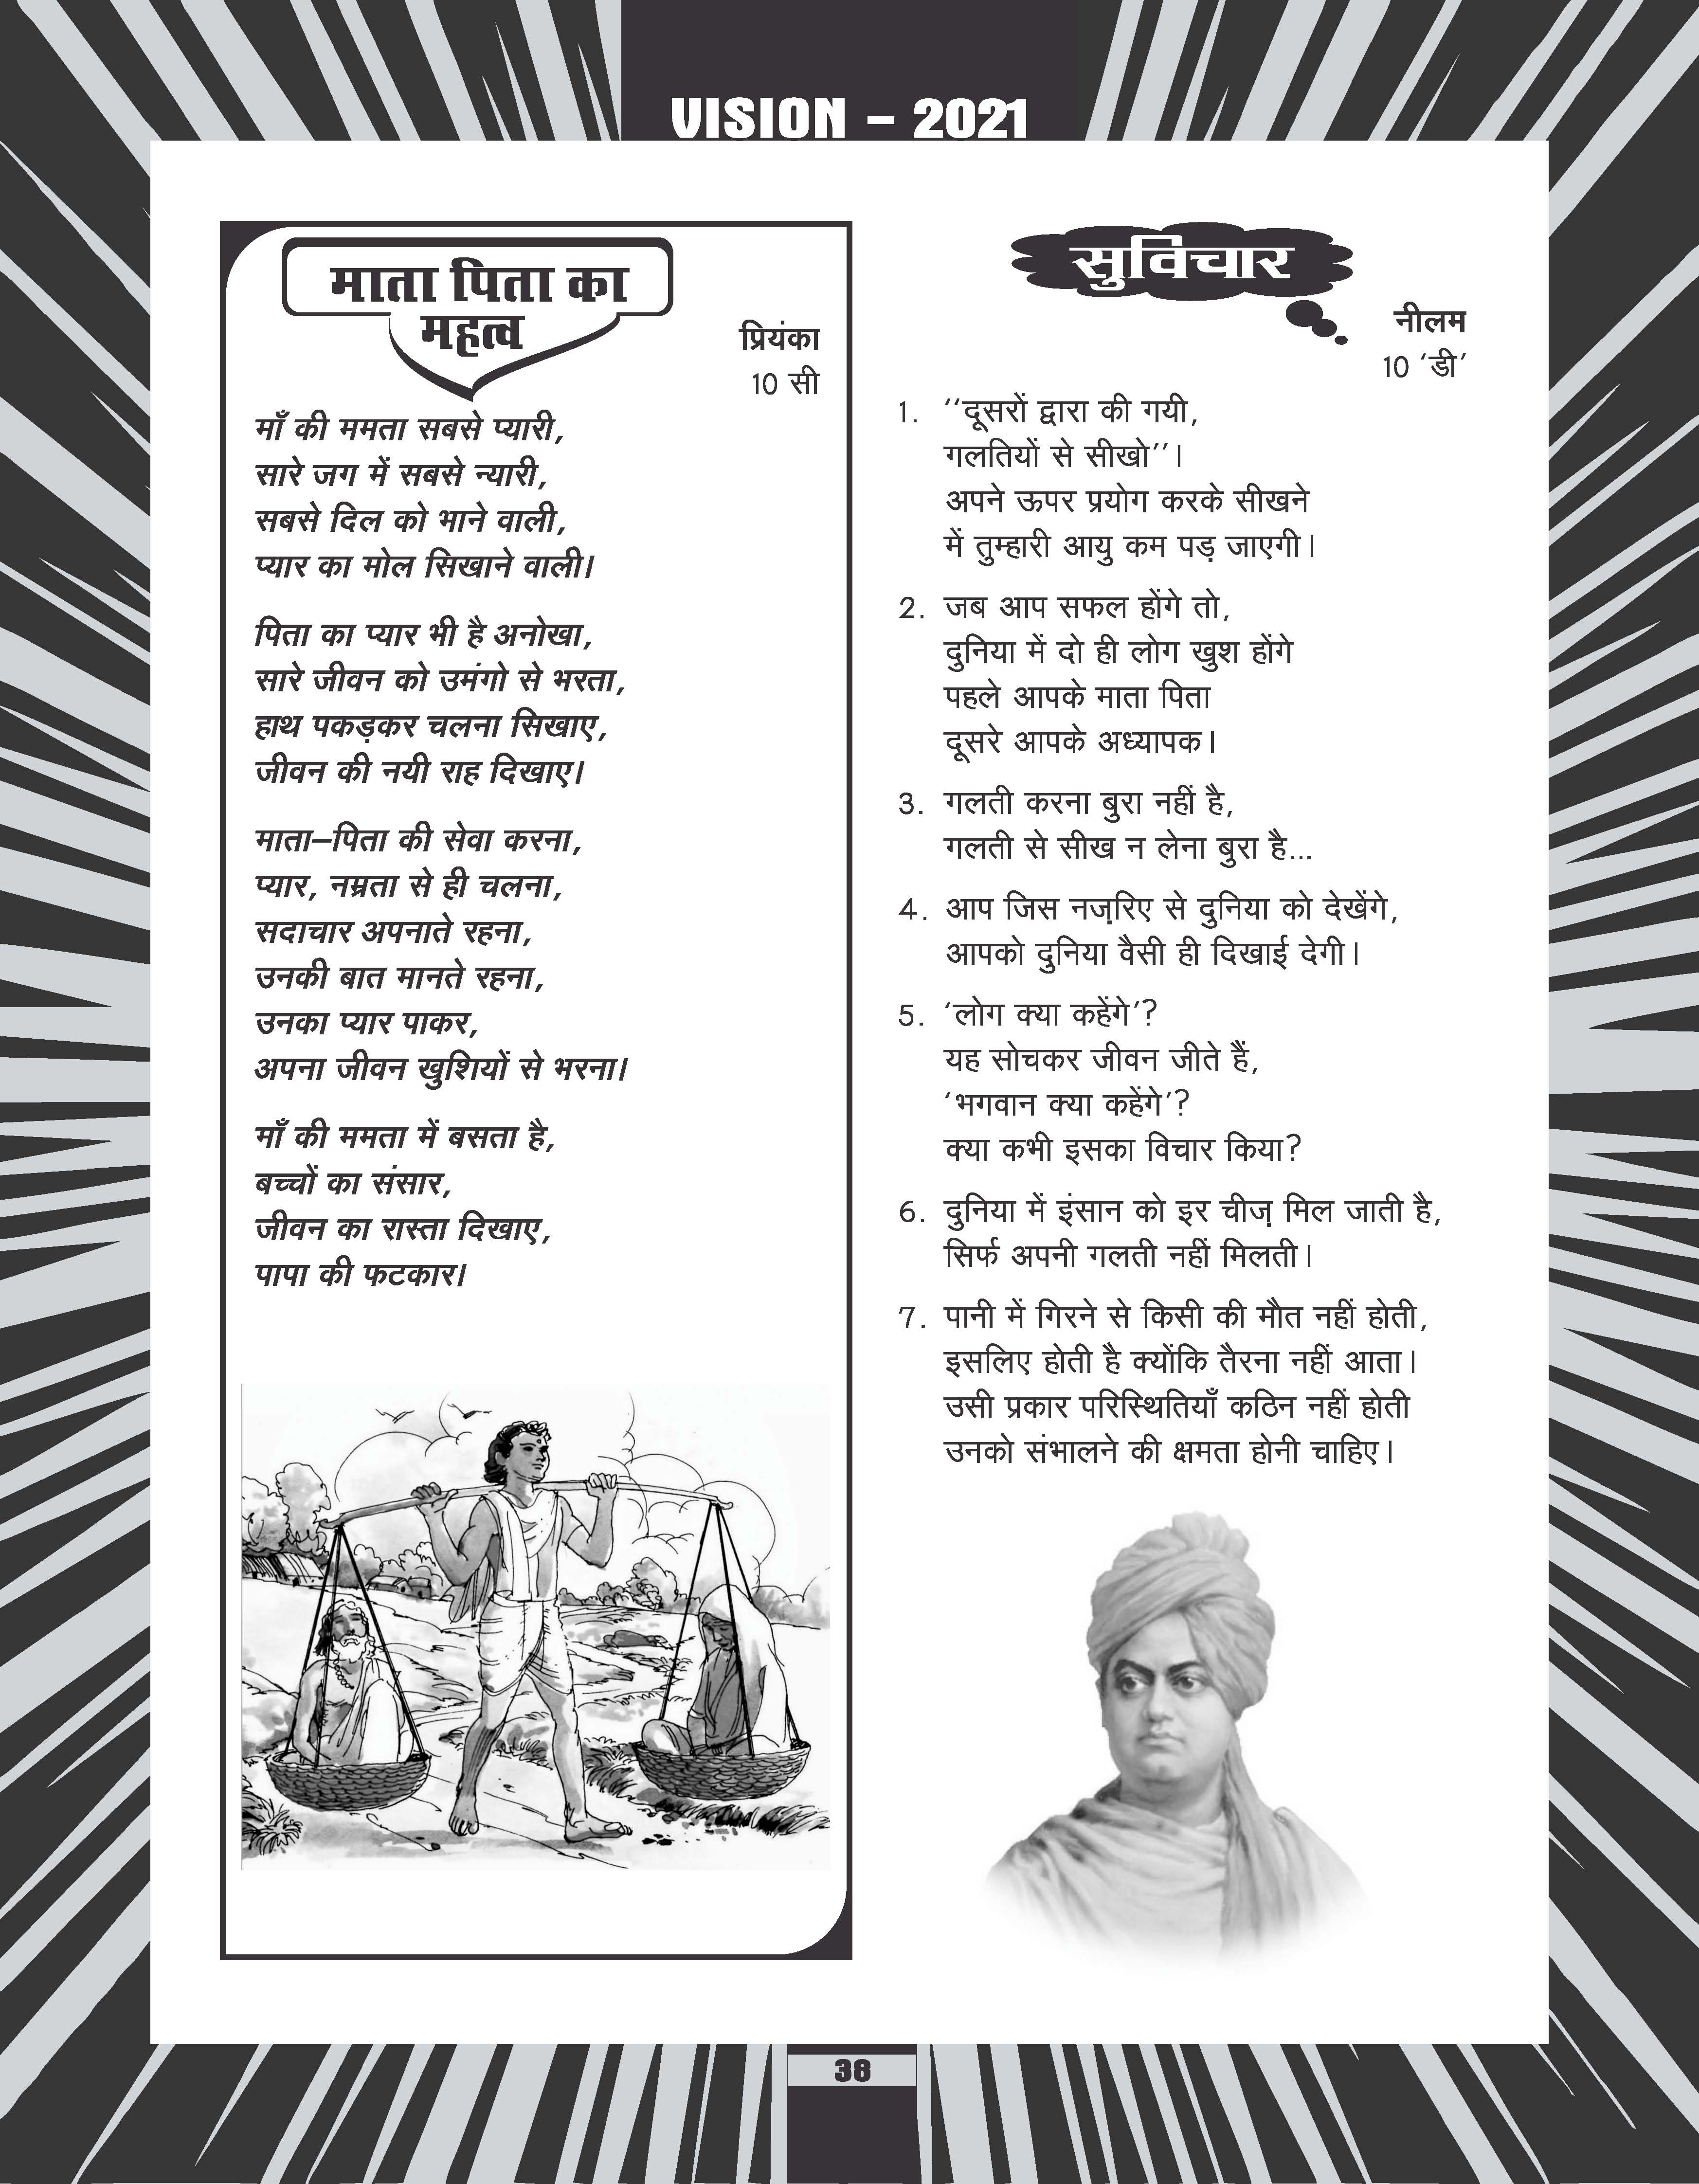 VISION – 2021
माता पिता का
महत्व
प्रियंका
10 सी
माँ की ममता सबसे प्यारी,
सारे जग में सबसे न्यारी,
सबसे दिल को भाने वाली,
प्यार का मोल सिखाने वाली।
पिता का प्यार भी है अनोखा,
सारे जीवन को उमंगो से भरता,
हाथ पकड़कर चलना सिखाए,
जीवन की नयी राह दिखाए।
माता–पिता की सेवा करना,
प्यार, नम्रता से ही चलना,
सदाचार अपनाते रहना,
उनकी बात मानते रहना,
उनका प्यार पाकर,
अपना जीवन खुशियों से भरना।
माँ की ममता में बसता है,
बच्चों का संसार,
जीवन का रास्ता दिखाए,
पापा की फटकार।
सुविचार
नीलम
10 ‘डी’
1. ‘‘दूसरों द्वारा की गयी,
गलतियों से सीखो’’।
अपने ऊपर प्रयोग करके सीखने
में तुम्हारी आयु कम पड़ जाएगी।
2. जब आप सफल होंगे तो,
दुनिया में दो ही लोग खुश होंगे
पहले आपके माता पिता
दूसरे आपके अध्यापक।
3. गलती करना बुरा नहीं है,
गलती से सीख न लेना बुरा है...
4. आप जिस नज़रिए से दुनिया को देखेंगे,
आपको दुनिया वैसी ही दिखाई देगी।
5. ‘लोग क्या कहेंगे’?
यह सोचकर जीवन जीते हैं,
‘भगवान क्या कहेंगे’?
क्या कभी इसका विचार किया?
6. दुनिया में इंसान को इर चीज़ मिल जाती है,
सिर्फ अपनी गलती नहीं मिलती।
7. पानी में गिरने से किसी की मौत नहीं होती,
इसलिए होती है क्योंकि तैरना नहीं आता।
उसी प्रकार परिस्थितियाँ कठिन नहीं होती
उनको संभालने की क्षमता होनी चाहिए।
38